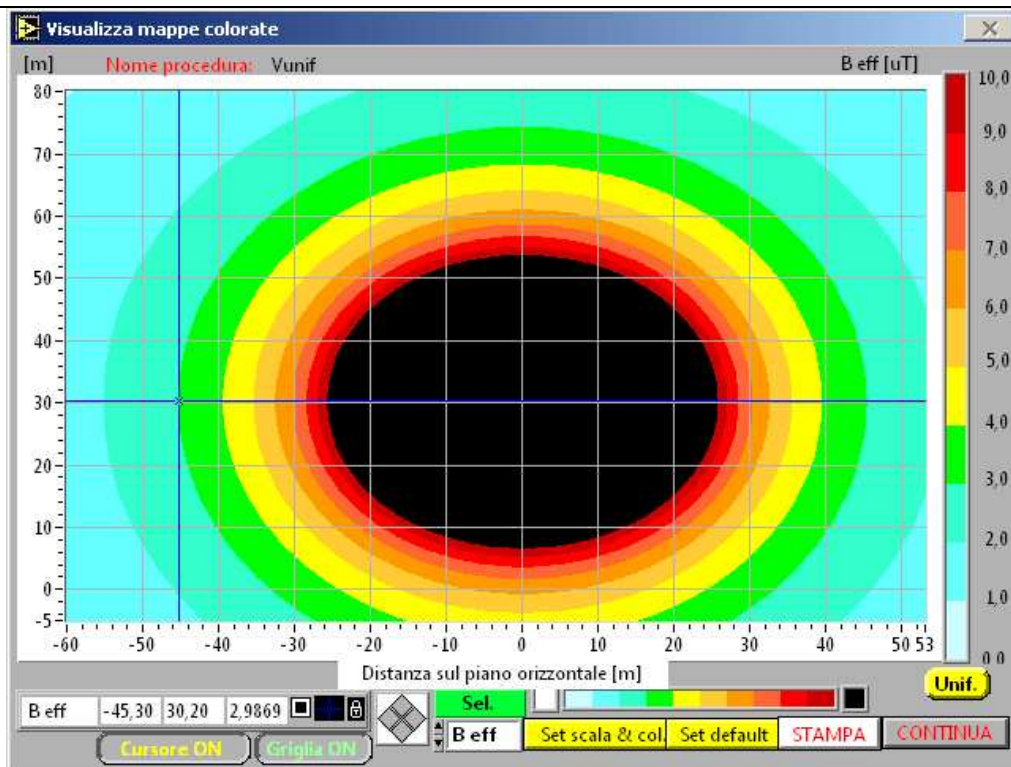 Visualizza mappe colorate
[m] Nome procedura: Vunif B eff [uT]
80
70
60
50
40
30
20
10
0
-5
-60 -50 -40 -30 -20 -10 0 10 20 30 40 50 53
Distanza sul piano orizzontale [m]
10,0
9,0
8,0
7,0
6,0
5,0
4,0
3,0
2,0
1,0
0.0
Unif.
B eff -45,30 30,20 2,9869
Cursore ON Griglia ON
Sel.
B eff Set scala & col. Set default STAMPA CONTINUA